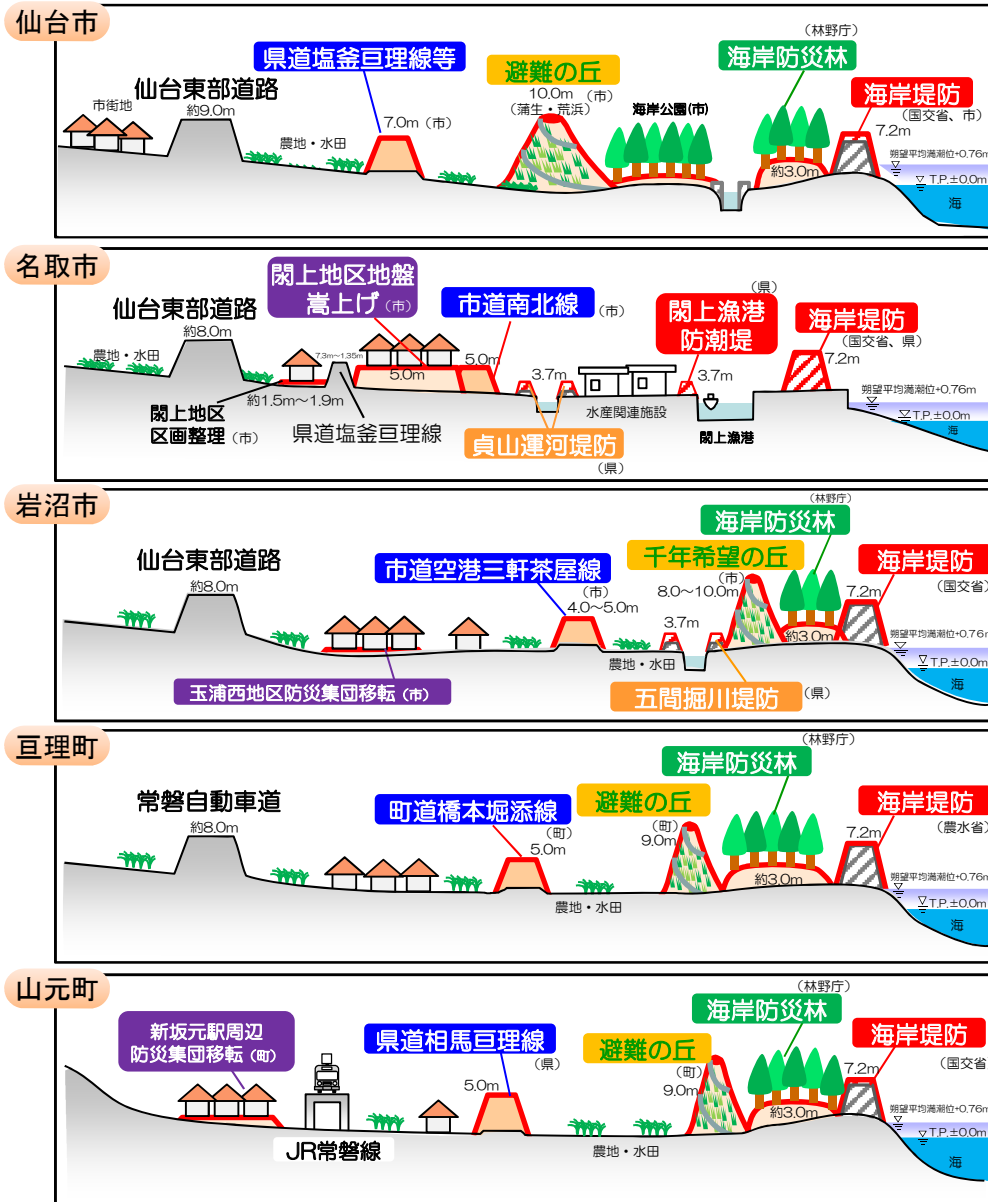 仙台市
(林野庁)
県道塩釜亘理線等
避難の丘
海岸防災林
仙台東部道路
10.0m (市)
(蒲生・荒浜)
海岸公園(市)
海岸堤防
(国交省、市)
市街地
約9.0m
7.0m (市)
7.2m
農地・水田
約3.0m
朔望平均満潮位+0.76m
T.P.±0.0m
海
名取市
閖上地区地盤
嵩上げ (市)
市道南北線 (市)
(県)
閖上漁港
防潮堤
海岸堤防
(国交省、県)
仙台東部道路
約8.0m
農地・水田
7.3m～1.35m
5.0m
5.0m
3.7m
3.7m
7.2m
約1.5m～1.9m
閖上地区
区画整理 (市)
県道塩釜亘理線
貞山運河堤防
(県)
水産関連施設
閖上漁港
朔望平均満潮位+0.76m
T.P.±0.0m
海
岩沼市
(林野庁)
海岸防災林
仙台東部道路
約8.0m
市道空港三軒茶屋線
(市)
4.0～5.0m
千年希望の丘
(市)
8.0～10.0m
海岸堤防
(国交省)
7.2m
3.7m
約3.0m
農地・水田
玉浦西地区防災集団移転 (市)
五間掘川堤防 (県)
朔望平均満潮位+0.76m
T.P.±0.0m
海
亘理町
(林野庁)
海岸防災林
常磐自動車道
約8.0m
町道橋本堀添線
(町)
5.0m
避難の丘
(町)
9.0m
海岸堤防
(農水省)
7.2m
約3.0m
農地・水田
朔望平均満潮位+0.76m
T.P.±0.0m
海
山元町
(林野庁)
海岸防災林
新坂元駅周辺
防災集団移転 (町)
県道相馬亘理線
(県)
5.0m
避難の丘
(町)
9.0m
海岸堤防
(国交省
7.2m
約3.0m
JR常磐線
農地・水田
朔望平均満潮位+0.76m
T.P.±0.0m
海